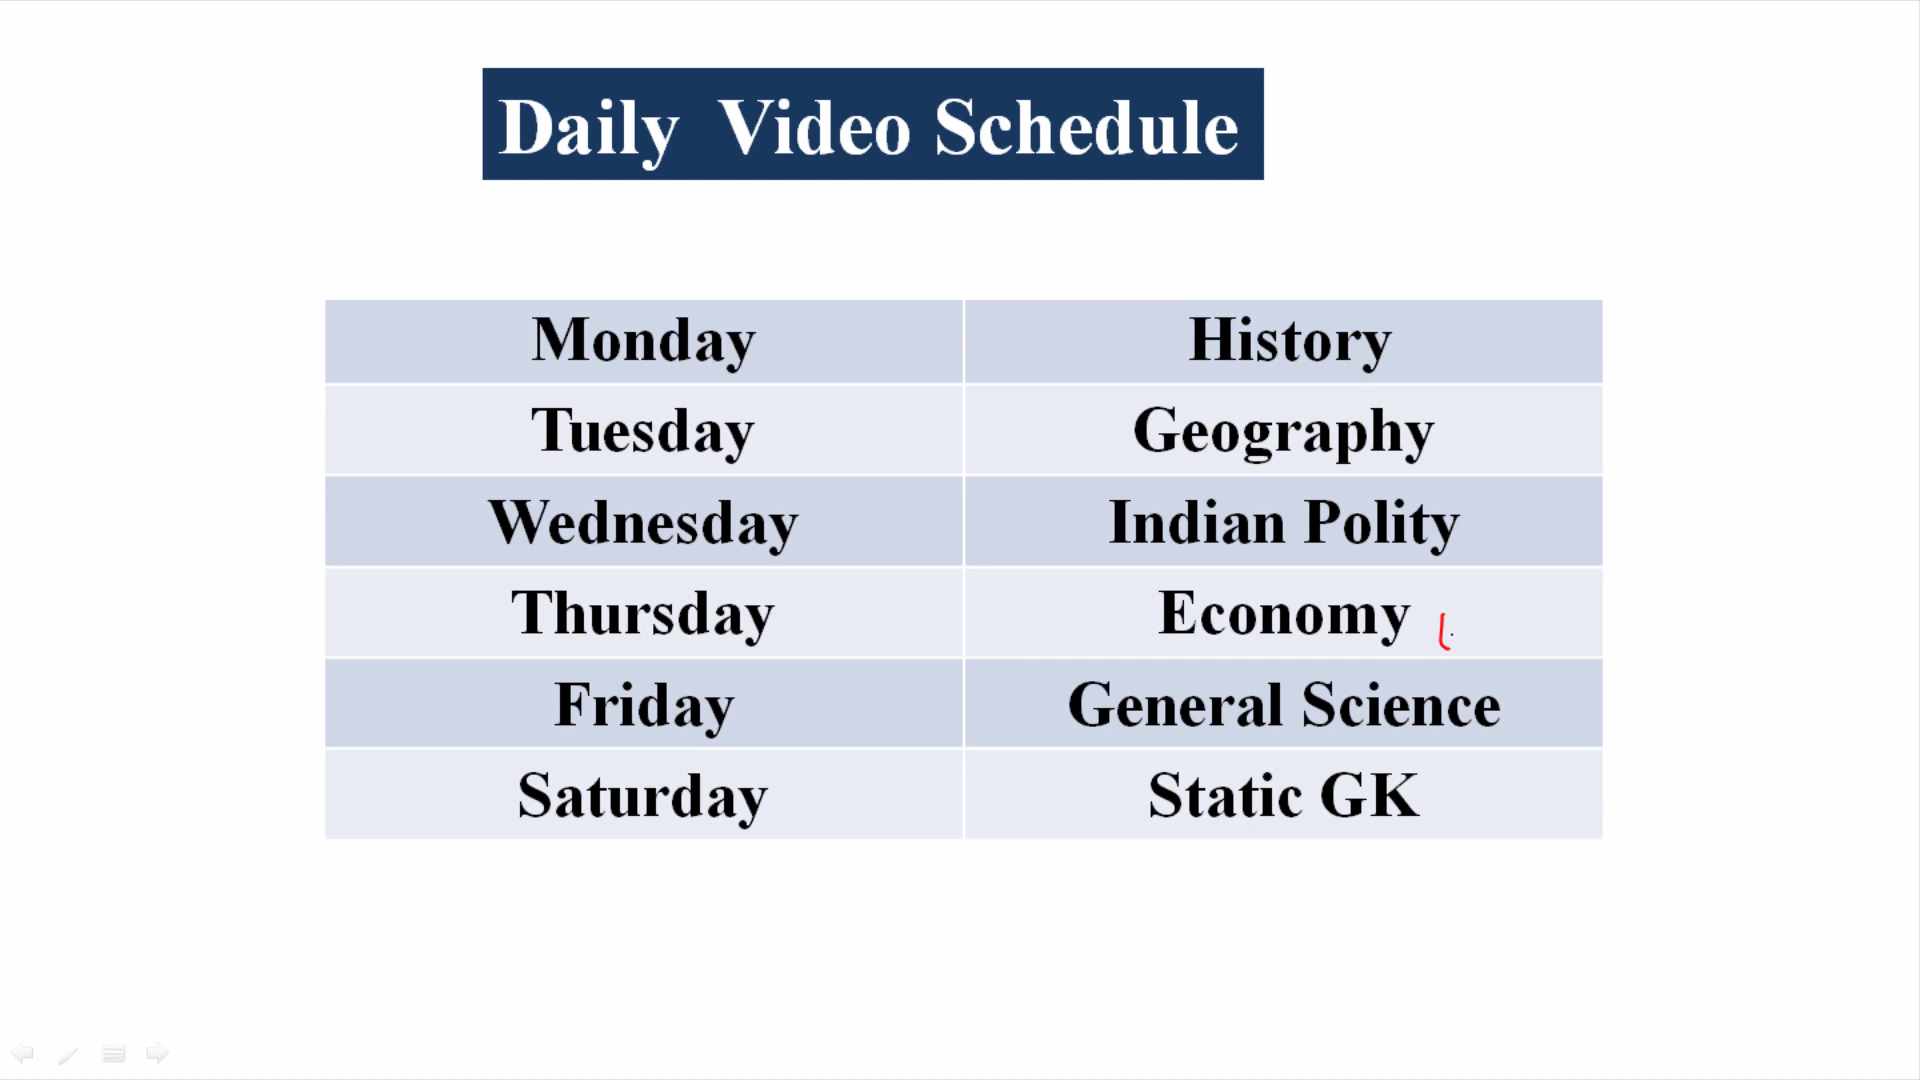 Daily Video Schedule
Monday History
Tuesday Geography
Wednesday Indian Polity
Thursday Economy
Friday General Science
Saturday Static GK